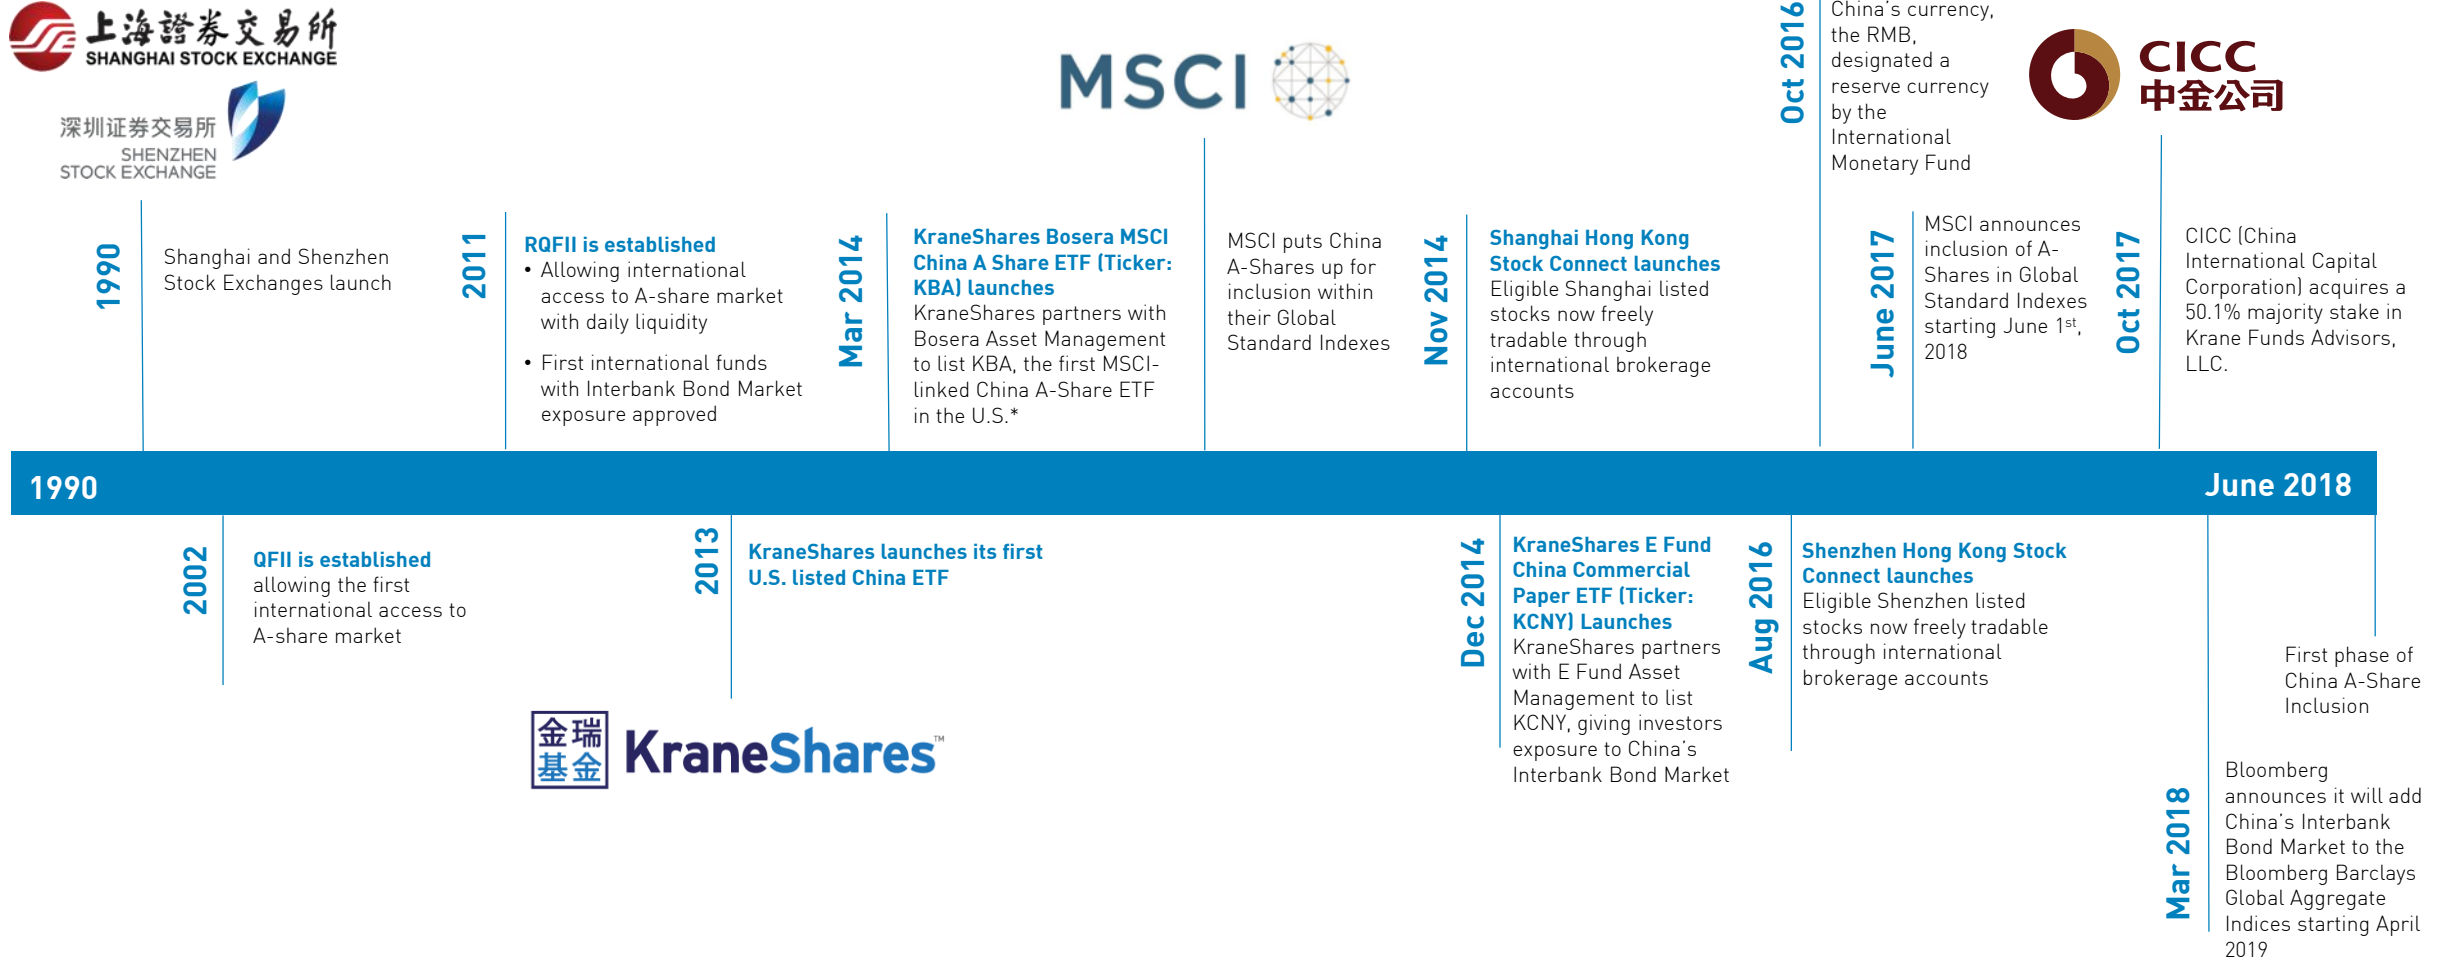 上海證券交易所
SHANGHAI STOCK EXCHANGE
深圳证券交易所
SHENZHEN
STOCK EXCHANGE
1990
Shanghai and Shenzhen
Stock Exchanges launch
2011
RQFII is established
• Allowing international
access to A-share market
with daily liquidity
• First international funds
with Interbank Bond Market
exposure approved
Mar 2014
KraneShares Bosera MSCI
China A Share ETF (Ticker:
KBA) launches
KraneShares partners with
Bosera Asset Management
to list KBA, the first MSCI-
linked China A-Share ETF
in the U.S.*
MSCI
MSCI puts China
A-Shares up for
inclusion within
their Global
Standard Indexes
Nov 2014
Shanghai Hong Kong
Stock Connect launches
Eligible Shanghai listed
stocks now freely
tradable through
international brokerage
accounts
Oct 2016
China's currency,
the RMB,
designated a
reserve currency
by the
International
Monetary Fund
June 2017
MSCI announces
inclusion of A-
Shares in Global
Standard Indexes
starting June 1st,
2018
CICC
中金公司
Oct 2017
CICC (China
International Capital
Corporation) acquires a
50.1% majority stake in
Krane Funds Advisors,
LLC.
1990
June 2018
2002
QFII is established
allowing the first
international access to
A-share market
2013
KraneShares launches its first
U.S. listed China ETF
金瑞
基金
KraneShares™
Dec 2014
KraneShares E Fund
China Commercial
Paper ETF (Ticker:
KCNY) Launches
KraneShares partners
with E Fund Asset
Management to list
KCNY, giving investors
exposure to China's
Interbank Bond Market
Aug 2016
Shenzhen Hong Kong Stock
Connect launches
Eligible Shenzhen listed
stocks now freely tradable
through international
brokerage accounts
First phase of
China A-Share
Inclusion
Mar 2018
Bloomberg
announces it will add
China's Interbank
Bond Market to the
Bloomberg Barclays
Global Aggregate
Indices starting April
2019